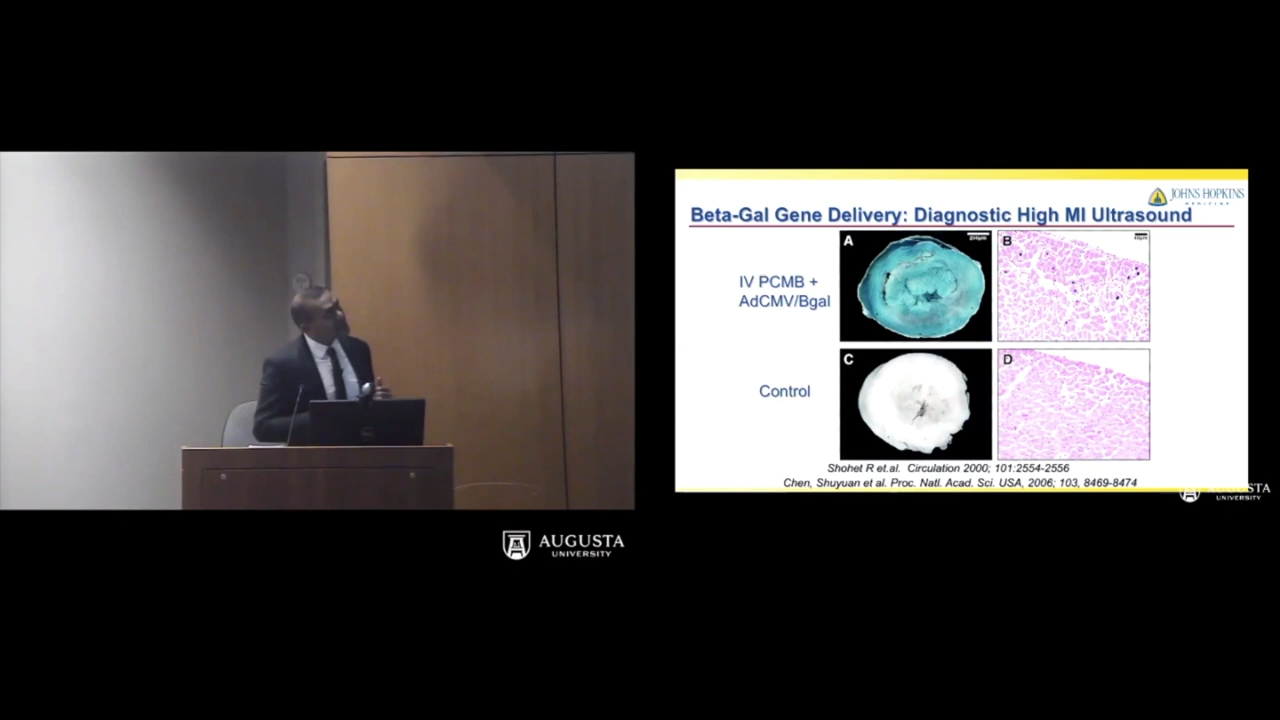 AUGUSTA
UNIVERSITY
JOHNS HOPKINS
MEDICINE
Beta-Gal Gene Delivery: Diagnostic High MI Ultrasound
A
B
IV PCMB +
AdCMV/Bgal
C
D
Control
Shohet R et.al. Circulation 2000; 101:2554-2556
Chen, Shuyuan et al. Proc. Natl. Acad. Sci. USA, 2006; 103, 8469-8474
UNIVERSITY